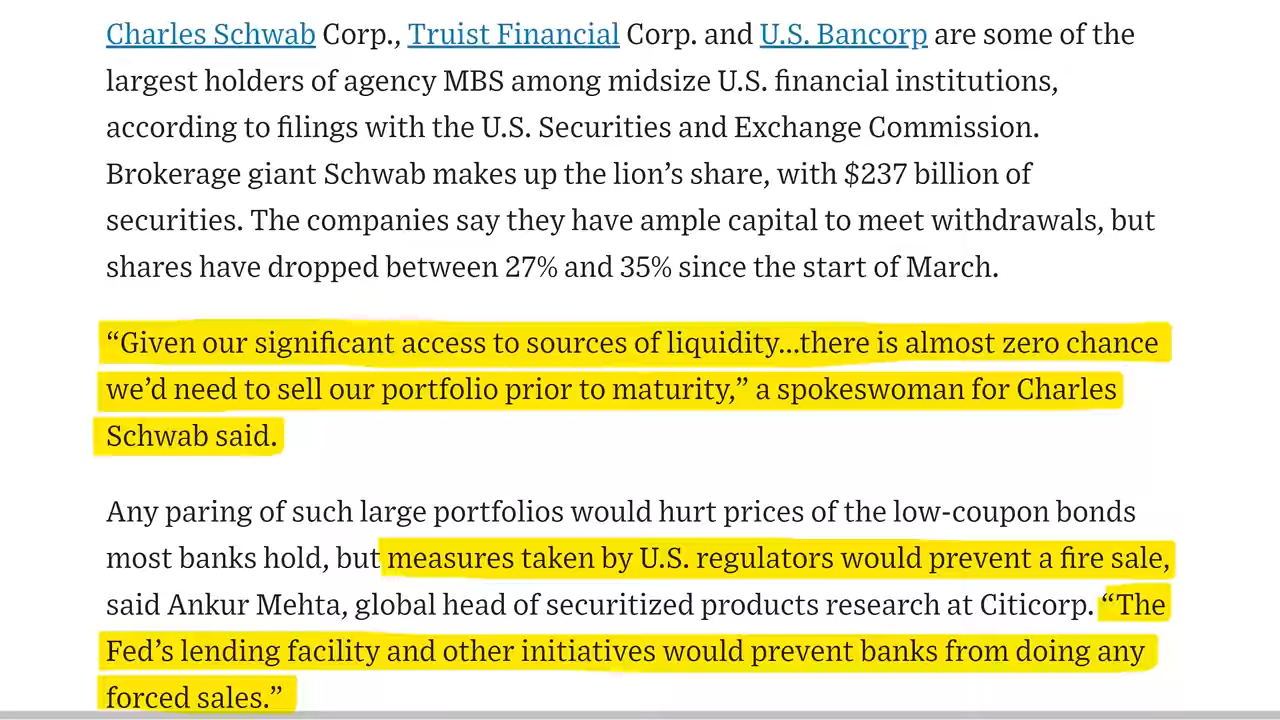 Charles Schwab Corp., Truist Financial Corp. and U.S. Bancorp are some of the
largest holders of agency MBS among midsize U.S. financial institutions,
according to filings with the U.S. Securities and Exchange Commission.
Brokerage giant Schwab makes up the lion’s share, with $237 billion of
securities. The companies say they have ample capital to meet withdrawals, but
shares have dropped between 27% and 35% since the start of March.
“Given our significant access to sources of liquidity...there is almost zero chance
we’d need to sell our portfolio prior to maturity,” a spokeswoman for Charles
Schwab said.
Any paring of such large portfolios would hurt prices of the low-coupon bonds
most banks hold, but measures taken by U.S. regulators would prevent a fire sale,
said Ankur Mehta, global head of securitized products research at Citicorp. “The
Fed’s lending facility and other initiatives would prevent banks from doing any
forced sales.”